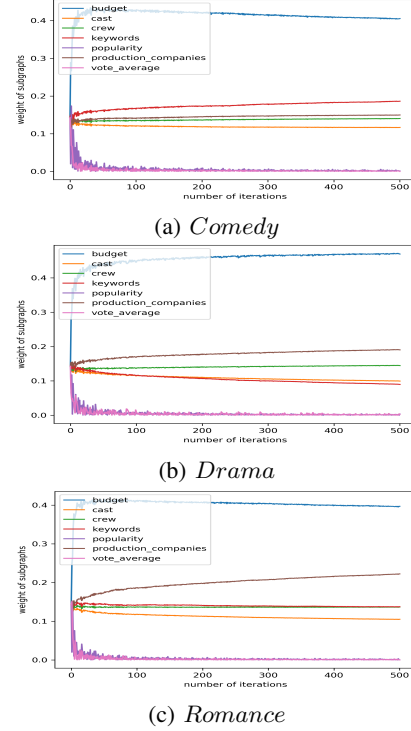 0.4
0.3
0.2
0.1
0.0
weight of subgraphs
budget
cast
crew
keywords
popularity
production_companies
vote_average
0
100
200
300
400
500
number of iterations
(a) Comedy
0.4
0.3
0.2
0.1
0.0
weight of subgraphs
budget
cast
crew
keywords
popularity
production_companies
vote_average
0
100
200
300
400
500
number of iterations
(b) Drama
0.4
0.3
0.2
0.1
0.0
weight of subgraphs
budget
cast
crew
keywords
popularity
production_companies
vote_average
0
100
200
300
400
500
number of iterations
(c) Romance